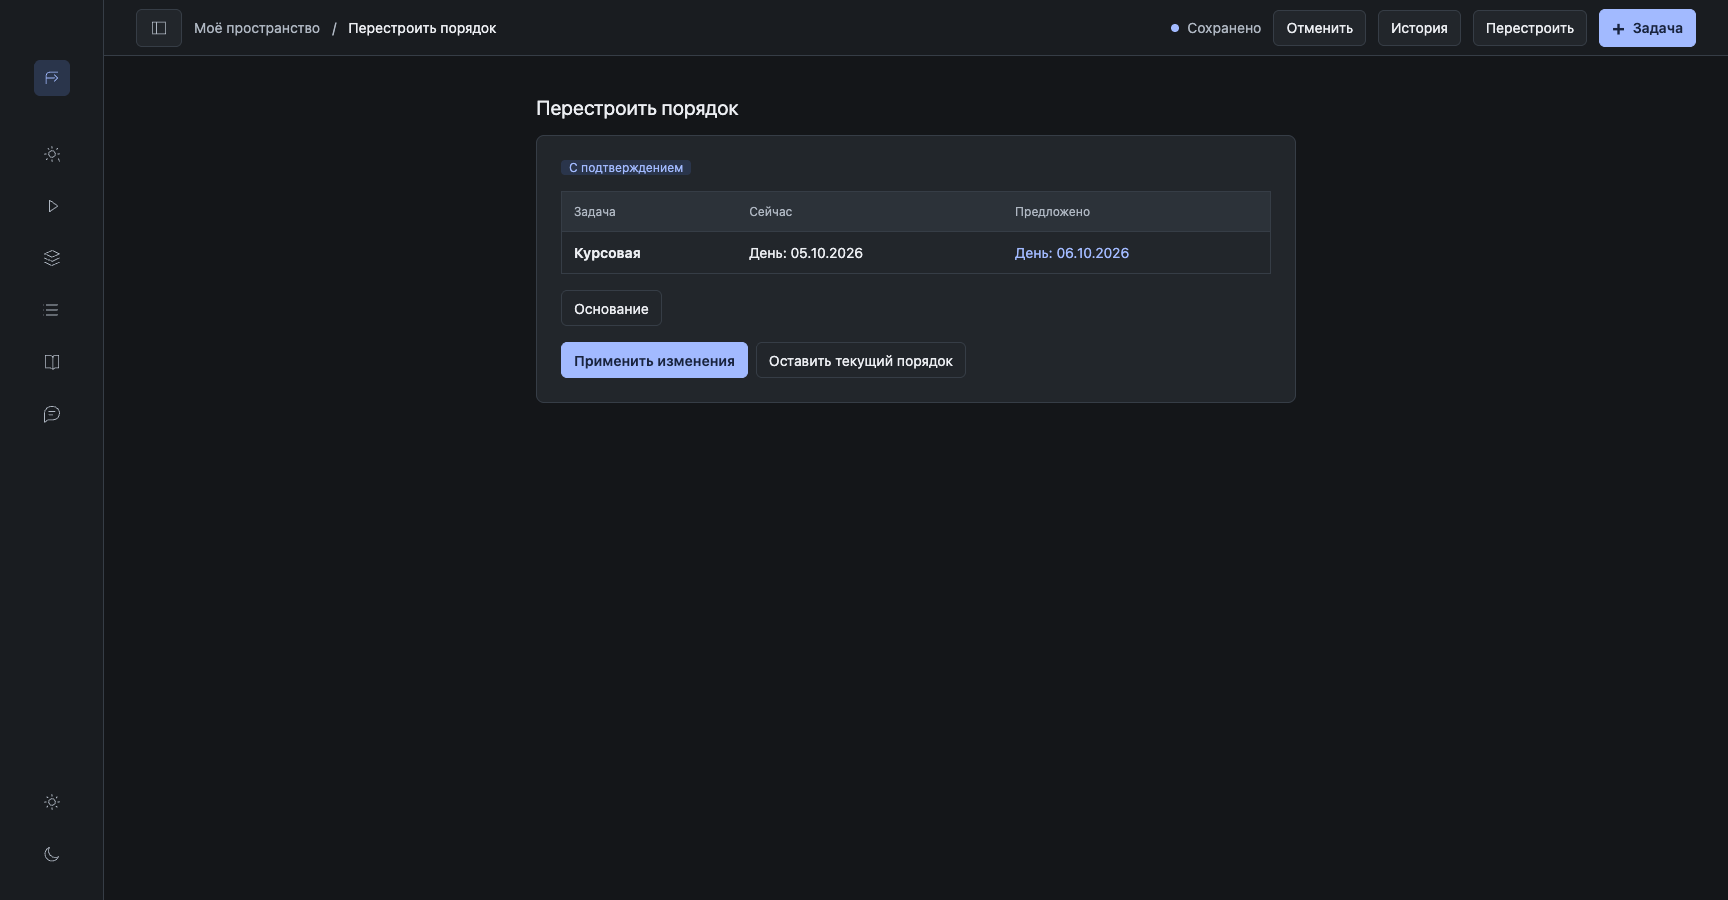 Моё пространство / Перестроить порядок
Сохранено
Отменить
История
Перестроить
+ Задача
Перестроить порядок
С подтверждением
Задача Сейчас Предложено
Курсовая День: 05.10.2026 День: 06.10.2026
Основание
Применить изменения
Оставить текущий порядок